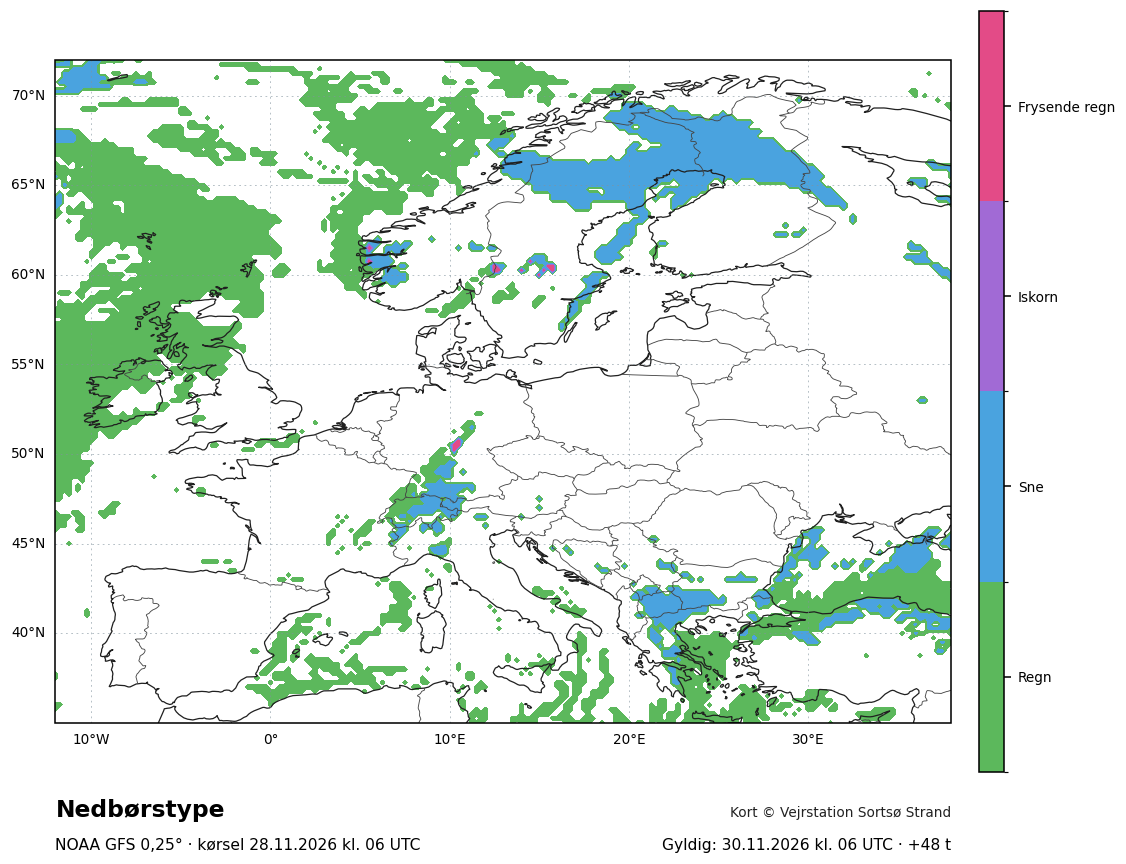 70°N
65°N
60°N
55°N
50°N
45°N
40°N
10°W
0°
10°E
20°E
30°E
Frysende regn
Iskorn
Sne
Regn
Nedbørstype
Kort © Vejrstation Sortsø Strand
NOAA GFS 0,25° · kørsel 28.11.2026 kl. 06 UTC
Gyldig: 30.11.2026 kl. 06 UTC · +48 t